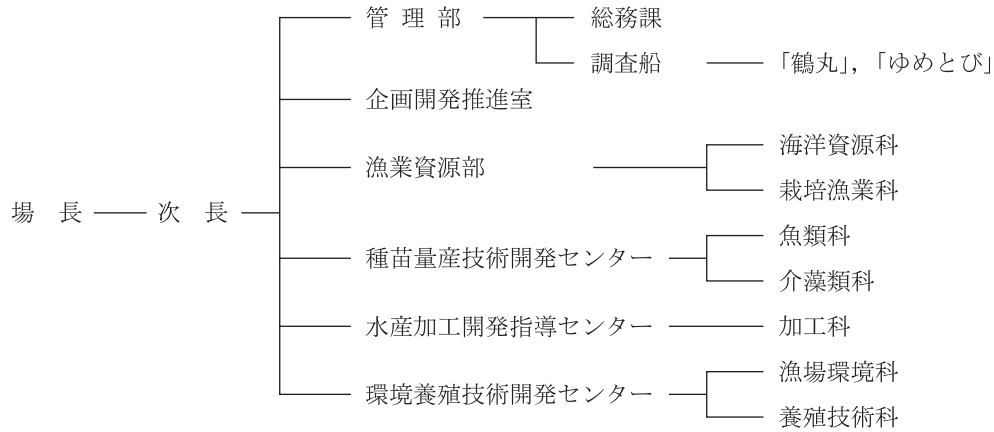 管理部
総務課
調査船
「鶴丸」,「ゆめとび」
企画開発推進室
漁業資源部
海洋資源科
栽培漁業科
場長
次長
種苗量産技術開発センター
魚類科
介藻類科
水産加工開発指導センター
加工科
環境養殖技術開発センター
漁場環境科
養殖技術科